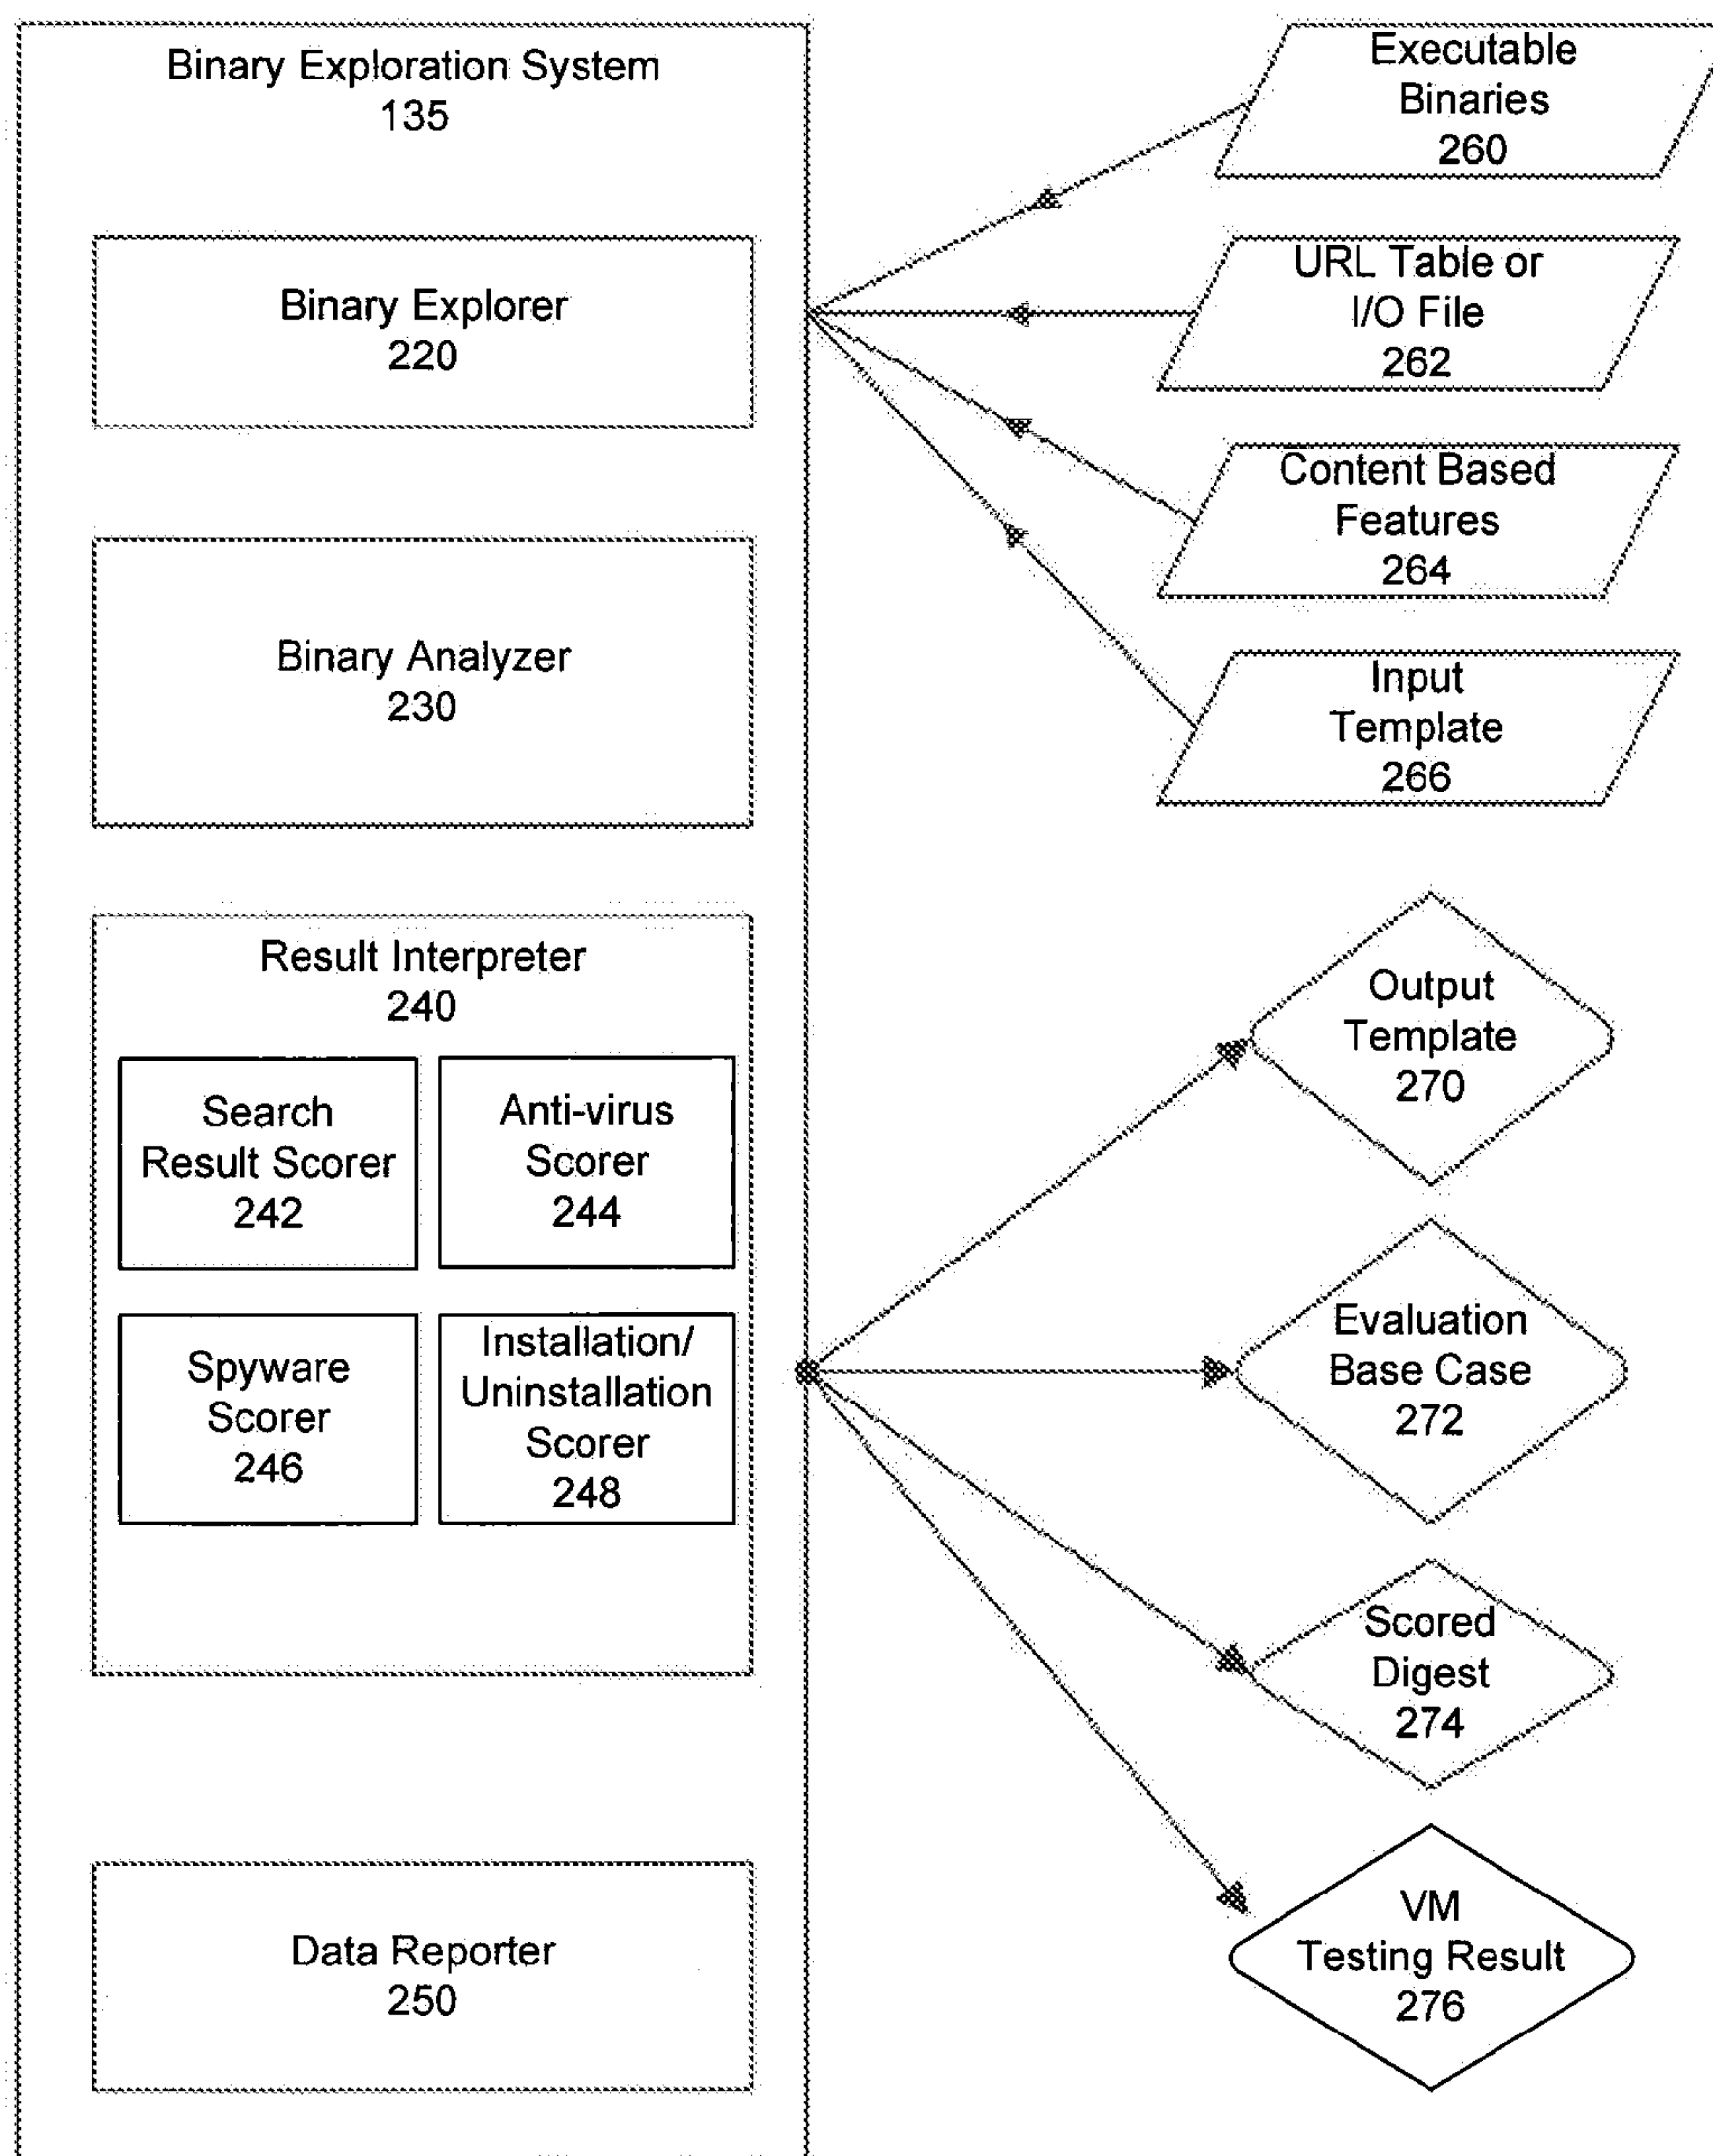 Binary Exploration System
135
Binary Explorer
220
Binary Analyzer
230
Result Interpreter
240
Search
Result Scorer
242
Anti-virus
Scorer
244
Spyware
Scorer
246
Installation/
Uninstallation
Scorer
248
Data Reporter
250
Executable
Binaries
260
URL Table or
I/O File
262
Content Based
Features
264
Input
Template
266
Output
Template
270
Evaluation
Base Case
272
Scored
Digest
274
VM
Testing Result
276